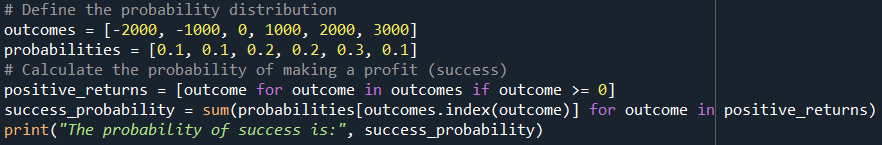 # Define the probability distribution
outcomes = [-2000, -1000, 0, 1000, 2000, 3000]
probabilities = [0.1, 0.1, 0.2, 0.2, 0.3, 0.1]
# Calculate the probability of making a profit (success)
positive_returns = [outcome for outcome in outcomes if outcome >= 0]
success_probability = sum(probabilities[outcomes.index(outcome)] for outcome in positive_returns)
print("The probability of success is:", success_probability)